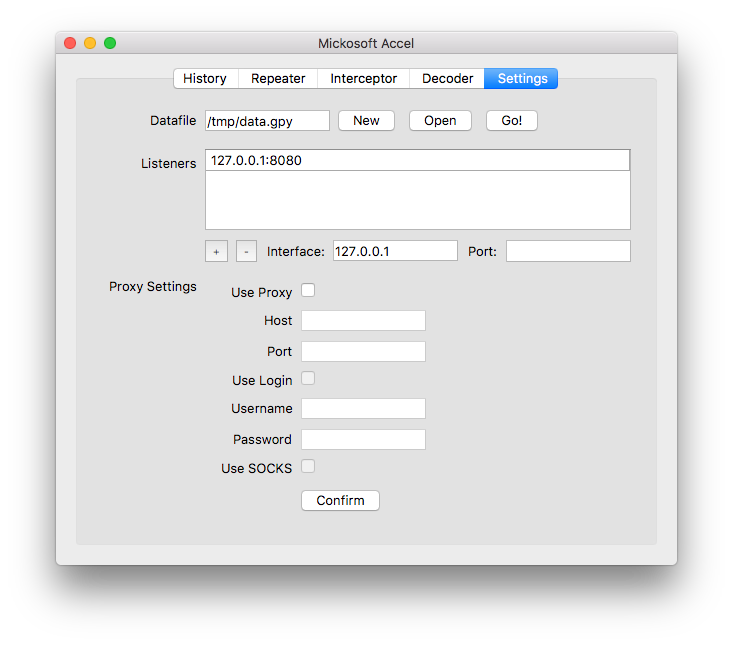 Mickosoft Accel
History Repeater Interceptor Decoder Settings
Datafile /tmp/data.gpy New Open Go!
Listeners 127.0.0.1:8080
+ - Interface: 127.0.0.1 Port:
Proxy Settings
Use Proxy
Host
Port
Use Login
Username
Password
Use SOCKS
Confirm